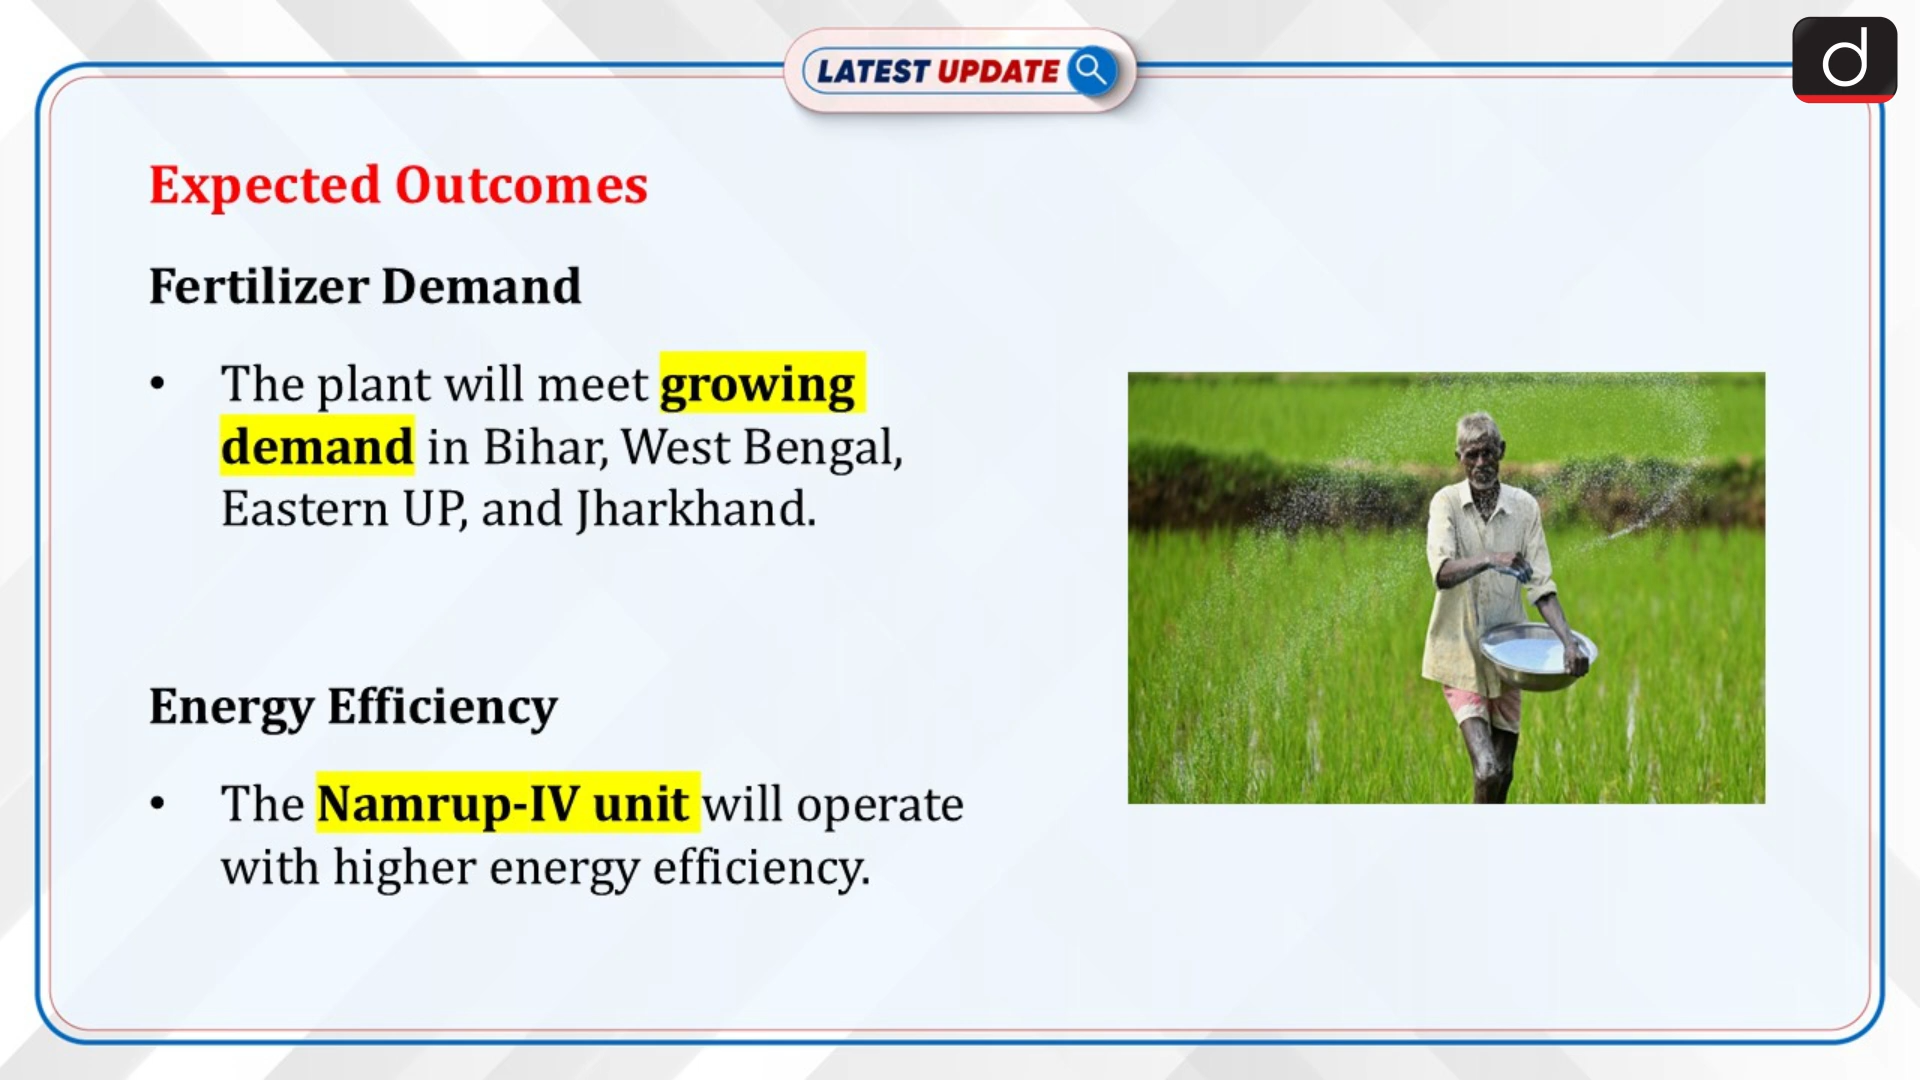 LATEST UPDATE
d
Expected Outcomes
Fertilizer Demand
• The plant will meet growing
demand in Bihar, West Bengal,
Eastern UP, and Jharkhand.
Energy Efficiency
• The Namrup-IV unit will operate
with higher energy efficiency.